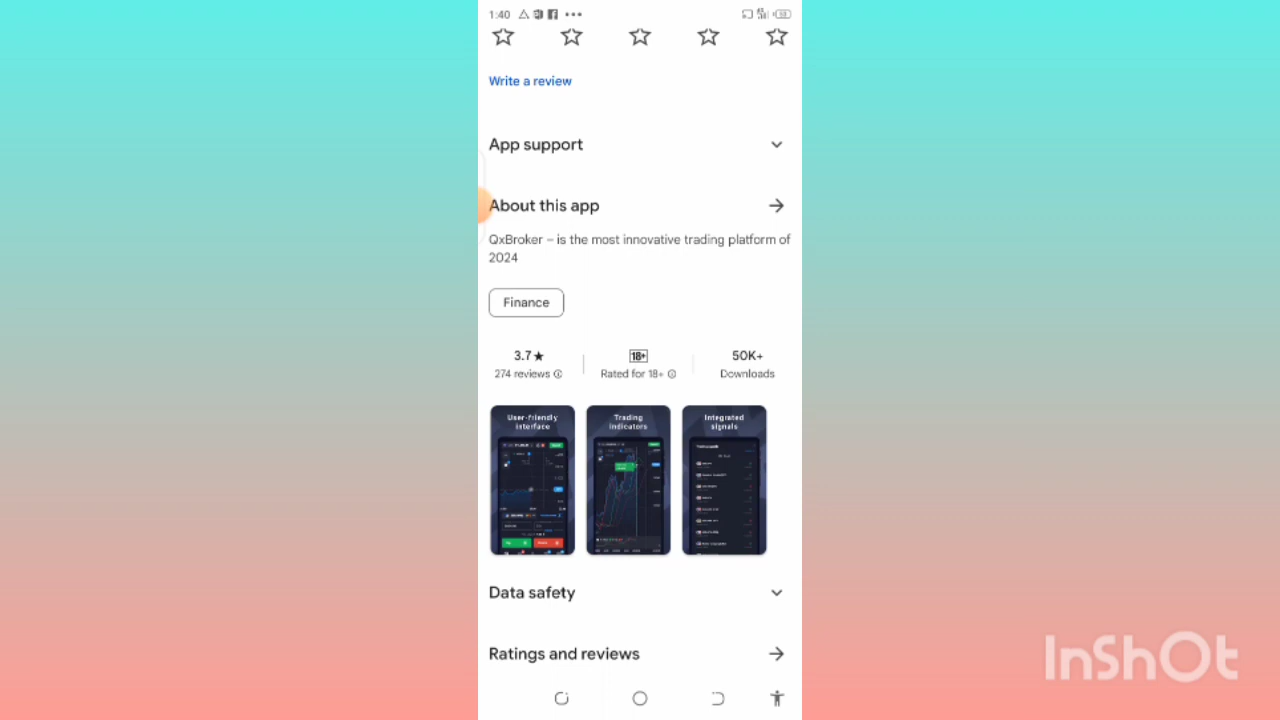 1:40
Write a review
App support
About this app
QxBroker – is the most innovative trading platform of
2024
Finance
3.7★ 18+ 50K+
274 reviews Rated for 18+ Downloads
User-friendly
interface
Trading
indicators
Integrated
signals
Data safety
Ratings and reviews
InShOt